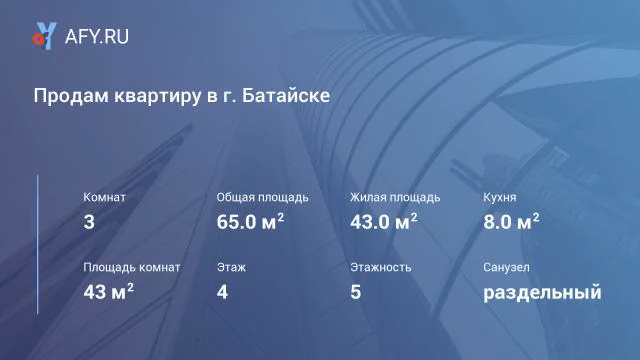 AFY.RU
Продам квартиру в г. Батайске
Комнат Общая площадь Жилая площадь Кухня
3 65.0 м² 43.0 м² 8.0 м²
Площадь комнат Этаж Этажность Санузел
43 м² 4 5 раздельный